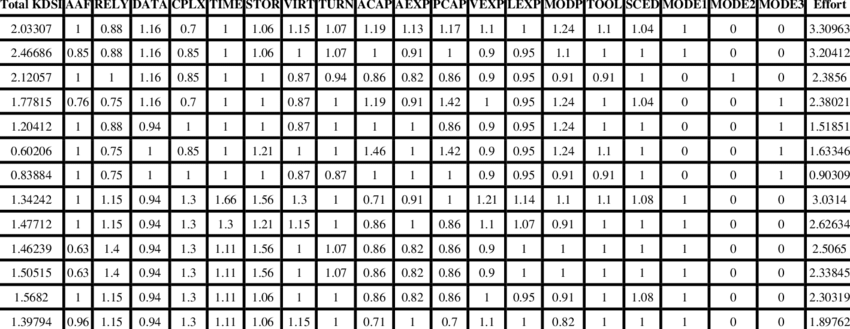 Total KDSI AAF RELY DATA CPLX TIME STOR VIRT TURN ACAP AEXP PCAP VEXP LEXP MODP TOOL SCED MODE1 MODE2 MODE3 Effort
2.03307 1 0.88 1.16 0.7 1 1.06 1.15 1.07 1.19 1.13 1.17 1.1 1 1.24 1.1 1.04 1 0 0 3.30963
2.46686 0.85 0.88 1.16 0.85 1 1.06 1 1.07 1 0.91 1 0.9 0.95 1.1 1 1 1 0 0 3.20412
2.12057 1 1 1.16 0.85 1 1 0.87 0.94 0.86 0.82 0.86 0.9 0.95 0.91 0.91 1 0 1 0 2.3856
1.77815 0.76 0.75 1.16 0.7 1 1 0.87 1 1.19 0.91 1.42 1 0.95 1.24 1 1.04 0 0 1 2.38021
1.20412 1 0.88 0.94 1 1 1 0.87 1 1 1 0.86 0.9 0.95 1.24 1 1 0 0 1 1.51851
0.60206 1 0.75 1 0.85 1 1.21 1 1 1.46 1 1.42 0.9 0.95 1.24 1.1 1 0 0 1 1.63346
0.83884 1 0.75 1 1 1 1 0.87 0.87 1 1 1 0.9 0.95 0.91 0.91 1 0 0 1 0.90309
1.34242 1 1.15 0.94 1.3 1.66 1.56 1.3 1 0.71 0.91 1 1.21 1.14 1.1 1.1 1.08 1 0 0 3.0314
1.47712 1 1.15 0.94 1.3 1.3 1.21 1.15 1 0.86 1 0.86 1.1 1.07 0.91 1 1 1 0 0 2.62634
1.46239 0.63 1.4 0.94 1.3 1.11 1.56 1 1.07 0.86 0.82 0.86 0.9 1 1 1 1 1 0 0 2.5065
1.50515 0.63 1.4 0.94 1.3 1.11 1.56 1 1.07 0.86 0.82 0.86 0.9 1 1 1 1 1 0 0 2.33845
1.5682 1 1.15 0.94 1.3 1.11 1.06 1 1 0.86 0.82 0.86 1 0.95 0.91 1 1.08 1 0 0 2.30319
1.39794 0.96 1.15 0.94 1.3 1.11 1.06 1.15 1 0.71 1 0.7 1.1 1 0.82 1 1 1 0 0 1.89762